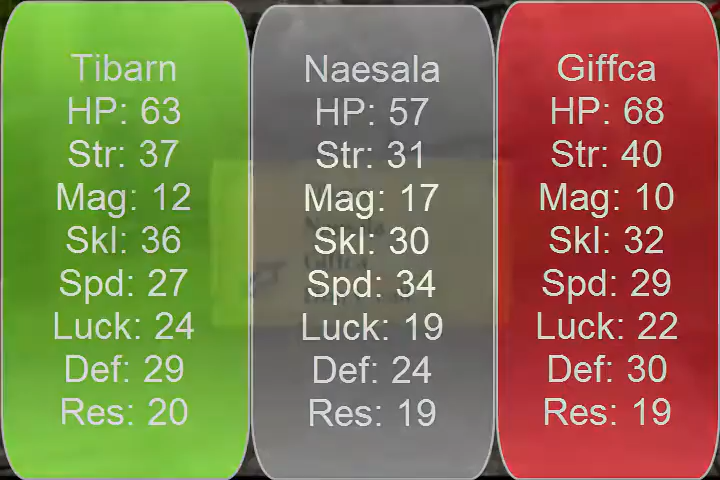 Tibarn
HP: 63
Str: 37
Mag: 12
Skl: 36
Spd: 27
Luck: 24
Def: 29
Res: 20
Naesala
HP: 57
Str: 31
Mag: 17
Skl: 30
Spd: 34
Luck: 19
Def: 24
Res: 19
Giffca
HP: 68
Str: 40
Mag: 10
Skl: 32
Spd: 29
Luck: 22
Def: 30
Res: 19